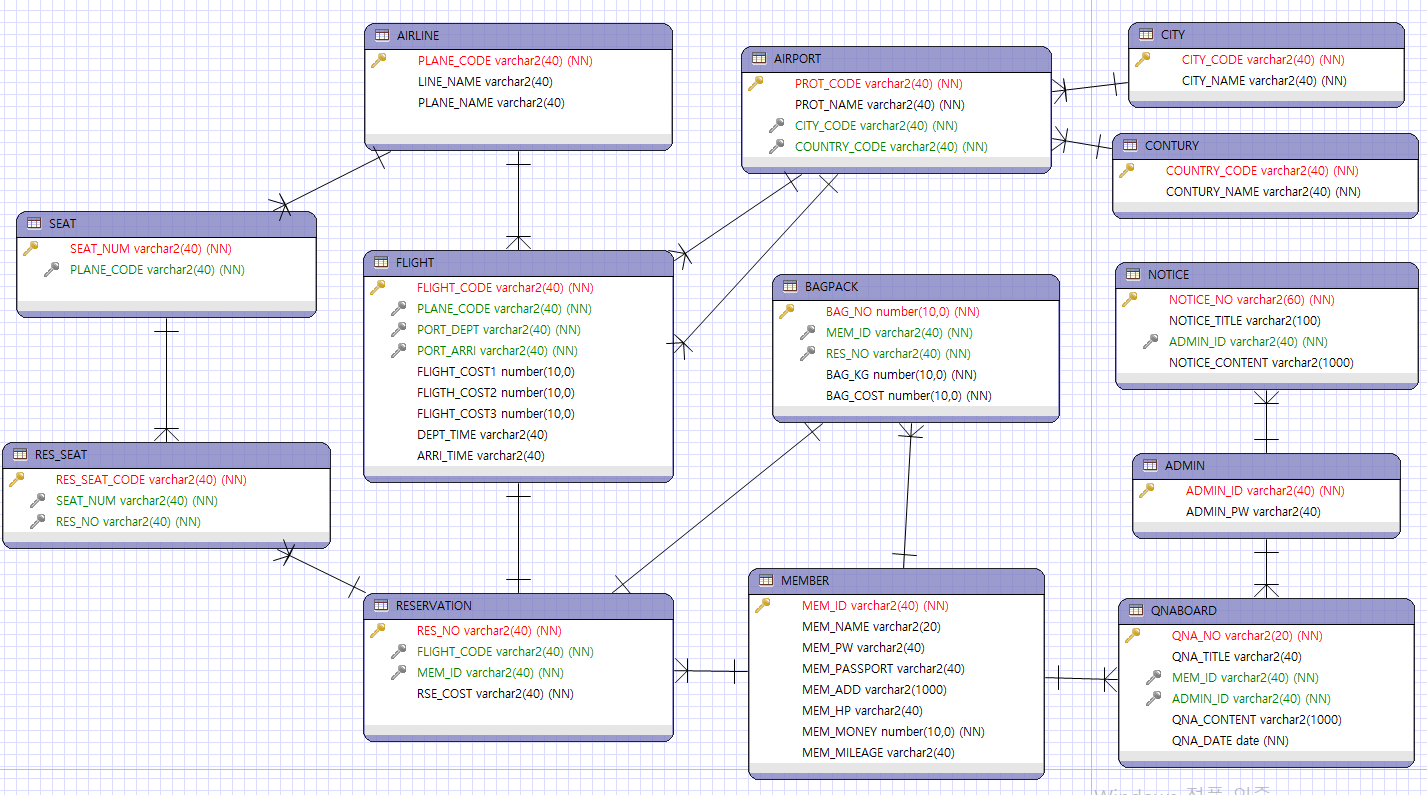 AIRLINE
PLANE_CODE varchar2(40) (NN)
LINE_NAME varchar2(40)
PLANE_NAME varchar2(40)
AIRPORT
PROT_CODE varchar2(40) (NN)
PROT_NAME varchar2(40) (NN)
CITY_CODE varchar2(40) (NN)
COUNTRY_CODE varchar2(40) (NN)
CITY
CITY_CODE varchar2(40) (NN)
CITY_NAME varchar2(40) (NN)
CONTURY
COUNTRY_CODE varchar2(40) (NN)
CONTURY_NAME varchar2(40) (NN)
SEAT
SEAT_NUM varchar2(40) (NN)
PLANE_CODE varchar2(40) (NN)
FLIGHT
FLIGHT_CODE varchar2(40) (NN)
PLANE_CODE varchar2(40) (NN)
PORT_DEPT varchar2(40) (NN)
PORT_ARRI varchar2(40) (NN)
FLIGHT_COST1 number(10,0)
FLIGTH_COST2 number(10,0)
FLIGHT_COST3 number(10,0)
DEPT_TIME varchar2(40)
ARRI_TIME varchar2(40)
BAGPACK
BAG_NO number(10,0) (NN)
MEM_ID varchar2(40) (NN)
RES_NO varchar2(40) (NN)
BAG_KG number(10,0) (NN)
BAG_COST number(10,0) (NN)
NOTICE
NOTICE_NO varchar2(60) (NN)
NOTICE_TITLE varchar2(100)
ADMIN_ID varchar2(40) (NN)
NOTICE_CONTENT varchar2(1000)
RES_SEAT
RES_SEAT_CODE varchar2(40) (NN)
SEAT_NUM varchar2(40) (NN)
RES_NO varchar2(40) (NN)
ADMIN
ADMIN_ID varchar2(40) (NN)
ADMIN_PW varchar2(40)
RESERVATION
RES_NO varchar2(40) (NN)
FLIGHT_CODE varchar2(40) (NN)
MEM_ID varchar2(40) (NN)
RSE_COST varchar2(40) (NN)
MEMBER
MEM_ID varchar2(40) (NN)
MEM_NAME varchar2(20)
MEM_PW varchar2(40)
MEM_PASSPORT varchar2(40)
MEM_ADD varchar2(1000)
MEM_HP varchar2(40)
MEM_MONEY number(10,0) (NN)
MEM_MILEAGE varchar2(40)
QNABOARD
QNA_NO varchar2(20) (NN)
QNA_TITLE varchar2(40)
MEM_ID varchar2(40) (NN)
ADMIN_ID varchar2(40) (NN)
QNA_CONTENT varchar2(1000)
QNA_DATE date (NN)
Windows